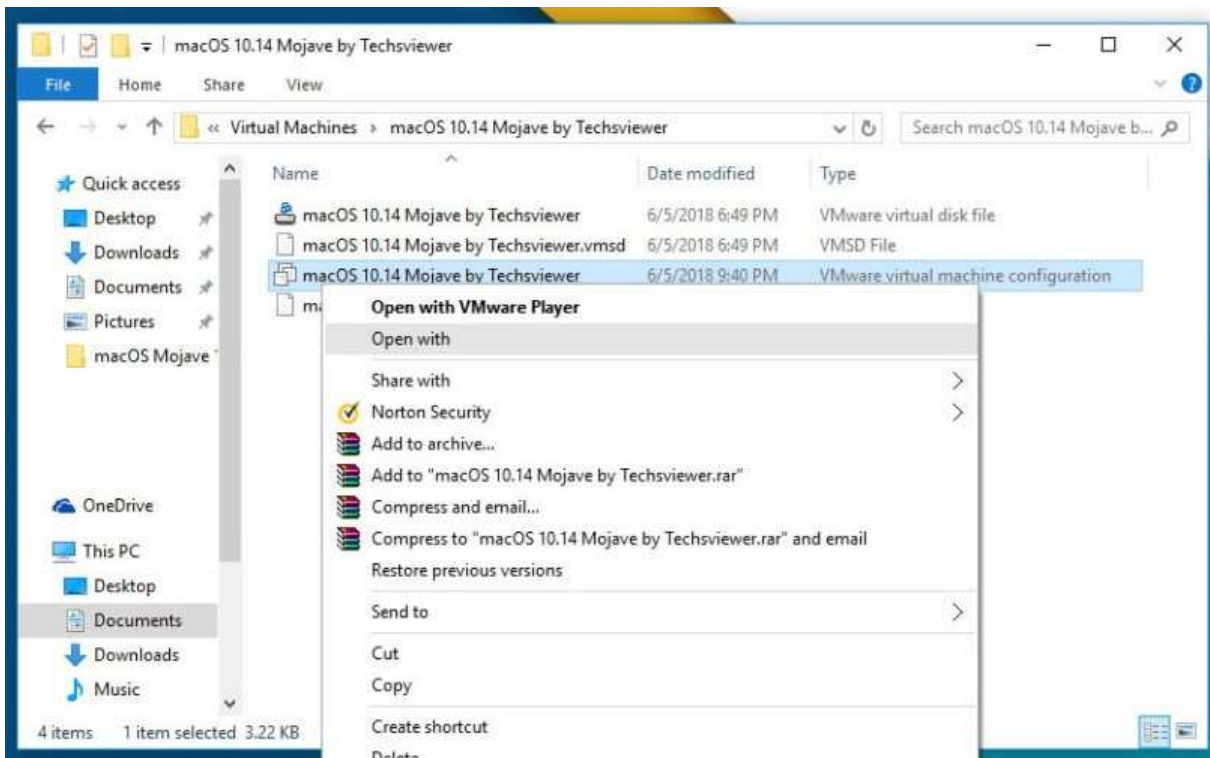 macOS 10.14 Mojave by Techsviewer
File Home Share View
« Virtual Machines › macOS 10.14 Mojave by Techsviewer Search macOS 10.14 Mojave b...
Name Date modified Type
Quick access
Desktop macOS 10.14 Mojave by Techsviewer 6/5/2018 6:49 PM VMware virtual disk file
Downloads macOS 10.14 Mojave by Techsviewer.vmsd 6/5/2018 6:49 PM VMSD File
Documents macOS 10.14 Mojave by Techsviewer 6/5/2018 9:40 PM VMware virtual machine configuration
Pictures
macOS Mojave
Open with VMware Player
Open with
Share with
Norton Security
Add to archive...
Add to "macOS 10.14 Mojave by Techsviewer.rar"
Compress and email...
Compress to "macOS 10.14 Mojave by Techsviewer.rar" and email
Restore previous versions
Send to
Cut
Copy
Create shortcut
Delete
OneDrive
This PC
Desktop
Documents
Downloads
Music
4 items 1 item selected 3.22 KB